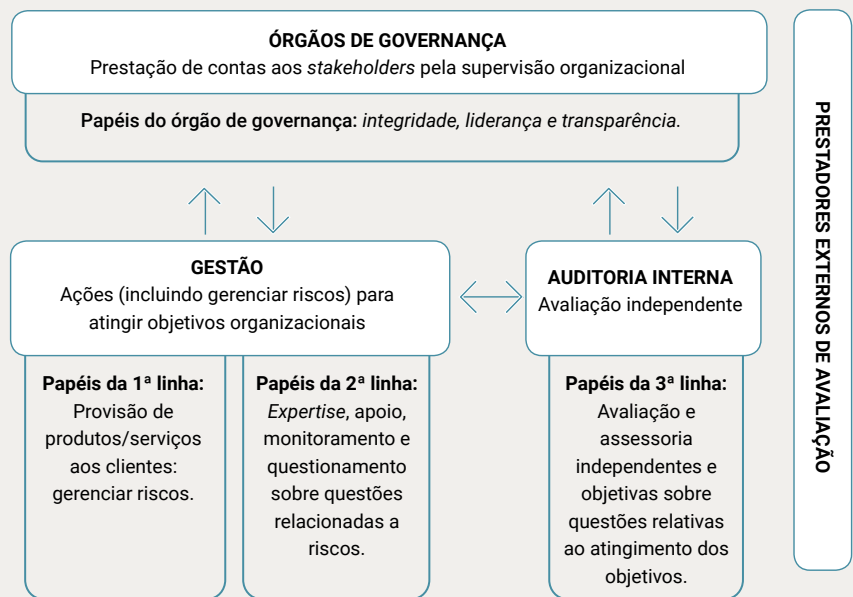 ÓRGÃOS DE GOVERNANÇA
Prestação de contas aos stakeholders pela supervisão organizacional
Papéis do órgão de governança: integridade, liderança e transparência.
GESTÃO
Ações (incluindo gerenciar riscos) para
atingir objetivos organizacionais
AUDITORIA INTERNA
Avaliação independente
Papéis da 1ª linha:
Provisão de
produtos/serviços
aos clientes:
gerenciar riscos.
Papéis da 2ª linha:
Expertise, apoio,
monitoramento e
questionamento
sobre questões
relacionadas a
riscos.
Papéis da 3ª linha:
Avaliação e
assessoria
independentes e
objetivas sobre
questões relativas
ao atingimento dos
objetivos.
PRESTADORES EXTERNOS DE AVALIAÇÃO